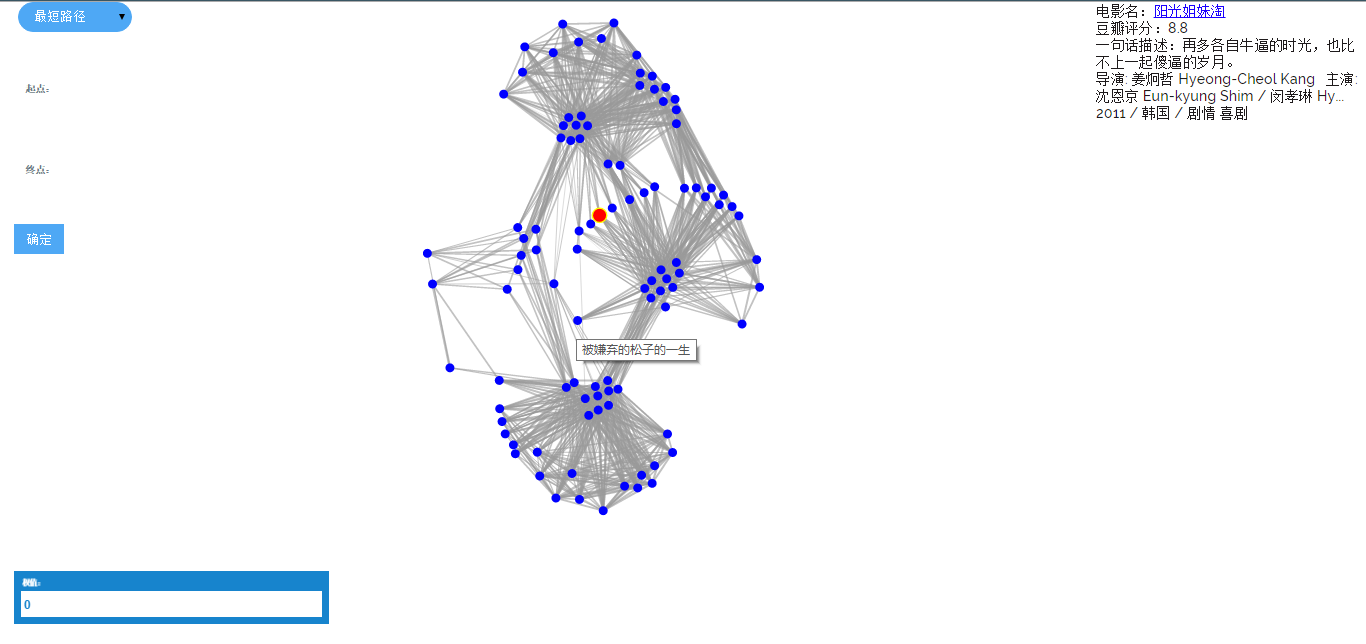 最短路径
起点:
终点:
确定
被嫌弃的松子的一生
权值:
0
电影名: 阳光姐妹淘
豆瓣评分: 8.8
一句话描述: 再多各自牛逼的时光，也比
不上一起傻逼的岁月。
导演: 姜炯哲 Hyeong-Cheol Kang 主演:
沈恩京 Eun-kyung Shim / 闵孝琳 Hy...
2011 / 韩国 / 剧情 喜剧